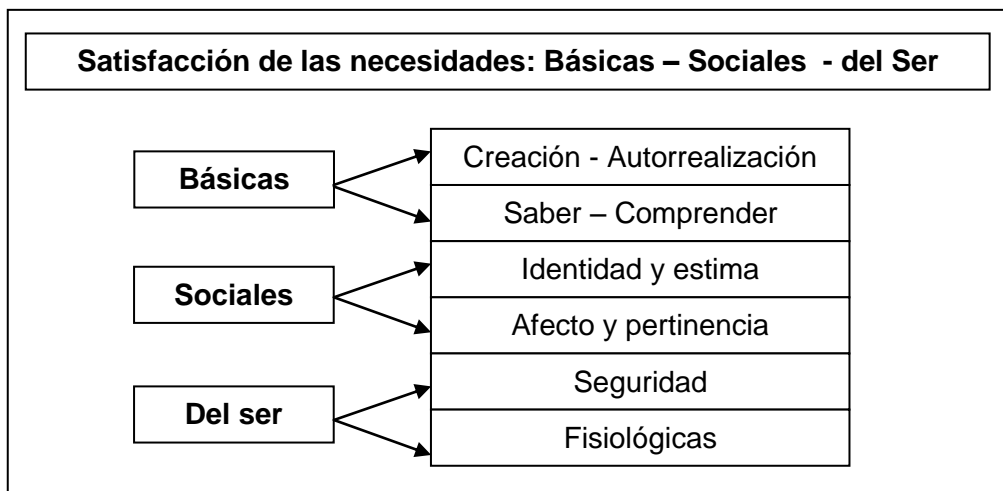 Satisfacción de las necesidades: Básicas – Sociales - del Ser
Básicas
Creación - Autorrealización
Saber – Comprender
Sociales
Identidad y estima
Afecto y pertinencia
Del ser
Seguridad
Fisiológicas